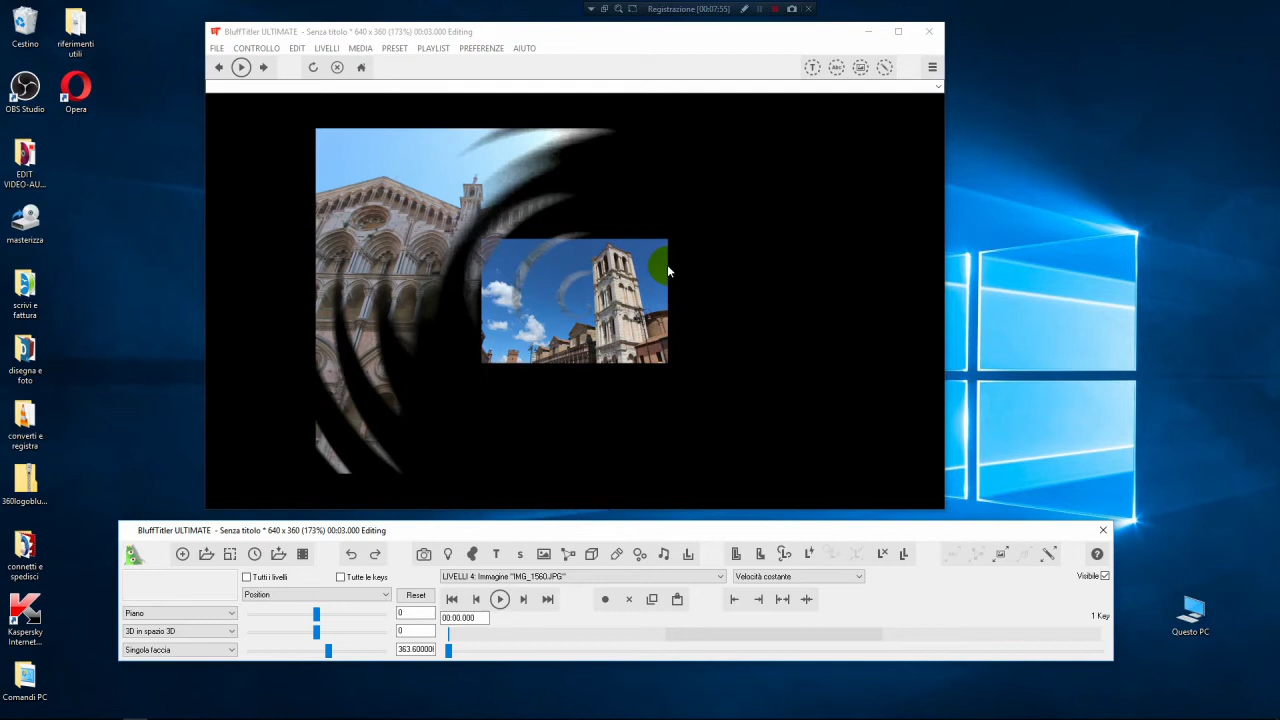 Registrazione [00:07:55]
Cestino
riferimenti
utili
OBS Studio
Opera
EDIT
VIDEO-AU...
masterizza
scrivi e
fattura
disegna e
foto
converti e
registra
360logoblu...
connetti e
spedisci
Kaspersky
Internet...
Comandi PC
Questo PC
BluffTitler ULTIMATE - Senza titolo * 640 x 360 (173%) 00:03.000 Editing
FILE CONTROLLO EDIT LIVELLI MEDIA PRESET PLAYLIST PREFERENZE AIUTO
T Abc
BluffTitler ULTIMATE - Senza titolo * 640 x 360 (173%) 00:03.000 Editing
T S
Tutti i livelli Tutte le keys LIVELLI 4: Immagine "IMG_1560.JPG" Velocità costante Visibile
Position Reset
Piano 0 00:00.000 1 Key
3D in spazio 3D 0
Singola faccia 363.600000